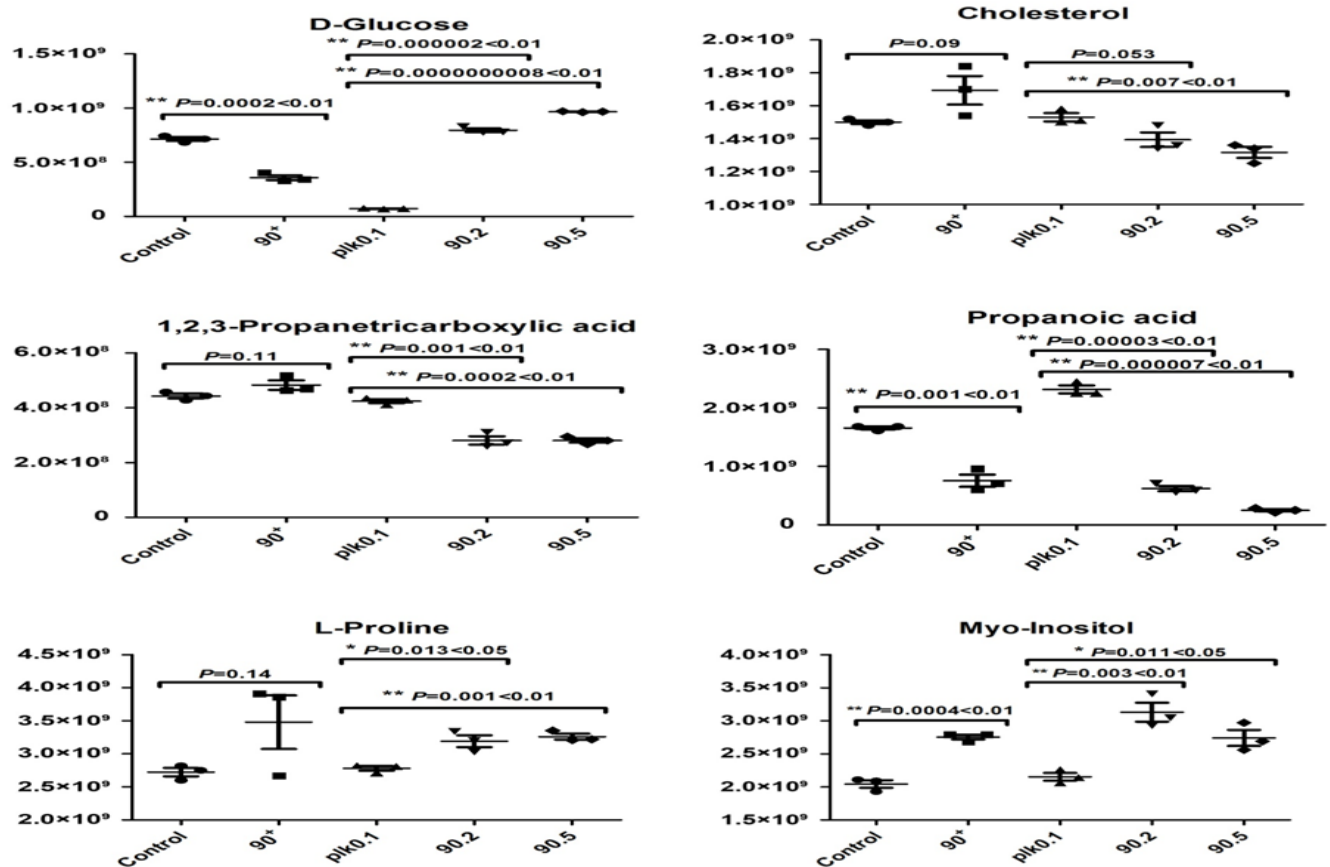 D-Glucose
1.5×10⁹
1.0×10⁹
5.0×10⁸
0
** P=0.000002<0.01
** P=0.0000000008<0.01
** P=0.0002<0.01
Control
90⁺
plk0.1
90.2
90.5
Cholesterol
2.0×10⁹
1.8×10⁹
1.6×10⁹
1.4×10⁹
1.2×10⁹
1.0×10⁹
P=0.09
P=0.053
** P=0.007<0.01
Control
90⁺
plk0.1
90.2
90.5
1,2,3-Propanetricarboxylic acid
6.0×10⁸
4.0×10⁸
2.0×10⁸
0
P=0.11
** P=0.001<0.01
** P=0.0002<0.01
Control
90⁺
plk0.1
90.2
90.5
Propanoic acid
3.0×10⁹
2.0×10⁹
1.0×10⁹
0
** P=0.00003<0.01
** P=0.000007<0.01
** P=0.001<0.01
Control
90⁺
plk0.1
90.2
90.5
L-Proline
4.5×10⁹
4.0×10⁹
3.5×10⁹
3.0×10⁹
2.5×10⁹
2.0×10⁹
* P=0.013<0.05
P=0.14
** P=0.001<0.01
Control
90⁺
plk0.1
90.2
90.5
Myo-Inositol
4.0×10⁹
3.5×10⁹
3.0×10⁹
2.5×10⁹
2.0×10⁹
1.5×10⁹
* P=0.011<0.05
** P=0.003<0.01
** P=0.0004<0.01
Control
90⁺
plk0.1
90.2
90.5